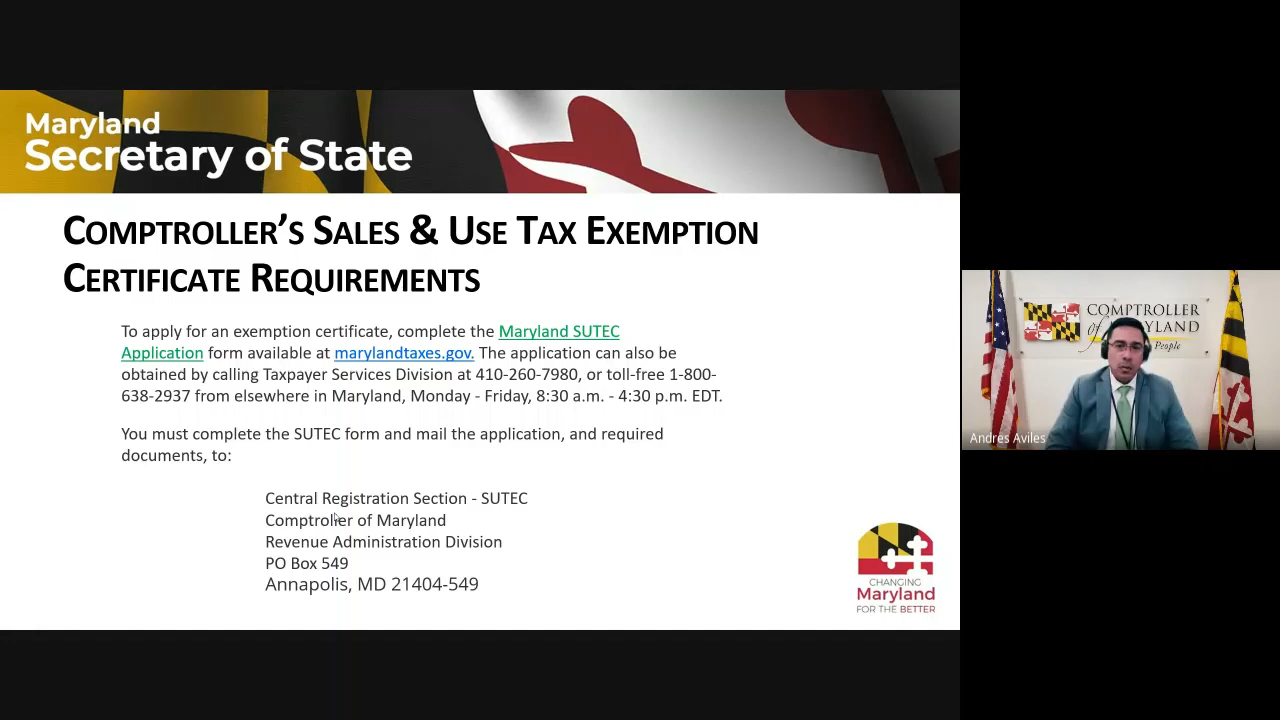 Maryland
Secretary of State
COMPTROLLER'S SALES & USE TAX EXEMPTION
CERTIFICATE REQUIREMENTS
To apply for an exemption certificate, complete the Maryland SUTEC
Application form available at marylandtaxes.gov. The application can also be
obtained by calling Taxpayer Services Division at 410-260-7980, or toll-free 1-800-
638-2937 from elsewhere in Maryland, Monday - Friday, 8:30 a.m. - 4:30 p.m. EDT.
You must complete the SUTEC form and mail the application, and required
documents, to:
Central Registration Section - SUTEC
Comptroller of Maryland
Revenue Administration Division
PO Box 549
Annapolis, MD 21404-549
CHANGING
Maryland
FOR THE BETTER
COMPTROLLER
of MARYLAND
People
Andres Aviles